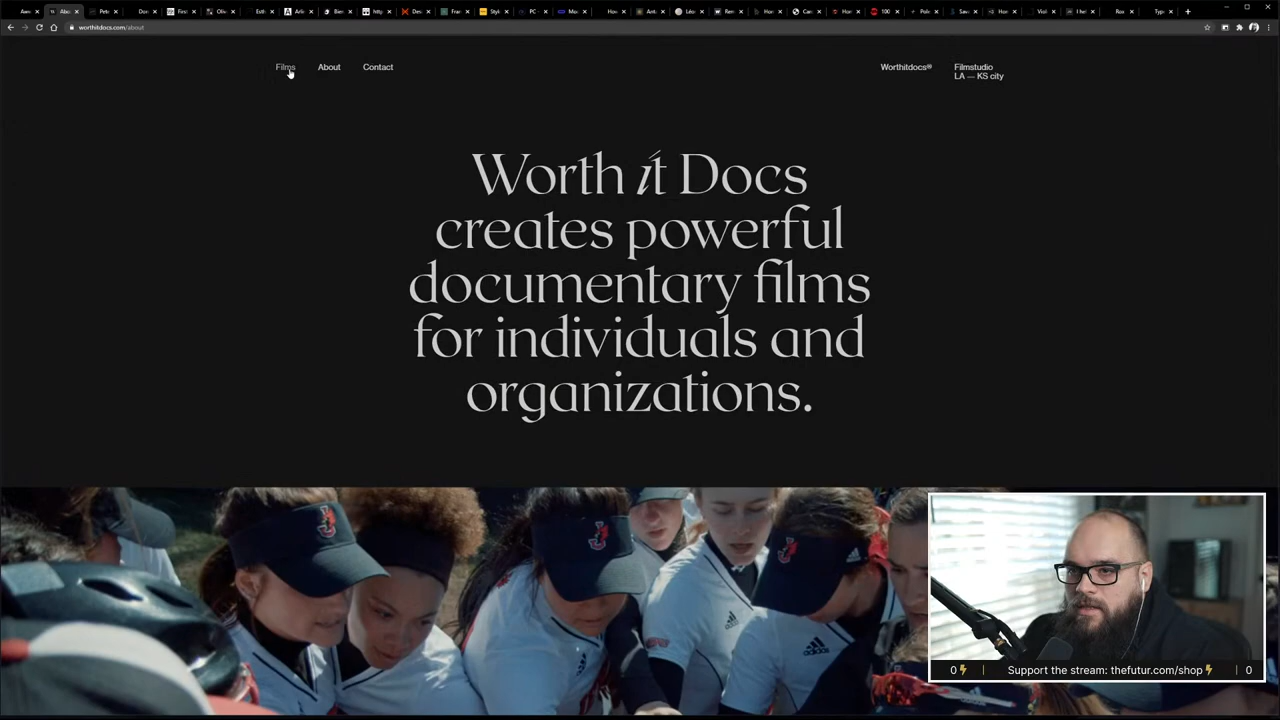 worthitdocs.com/about
Films
About
Contact
Worthitdocs®
Filmstudio
LA — KS city
Worth it Docs
creates powerful
documentary films
for individuals and
organizations.
0⚡ | Support the stream: thefutur.com/shop⚡ | 0